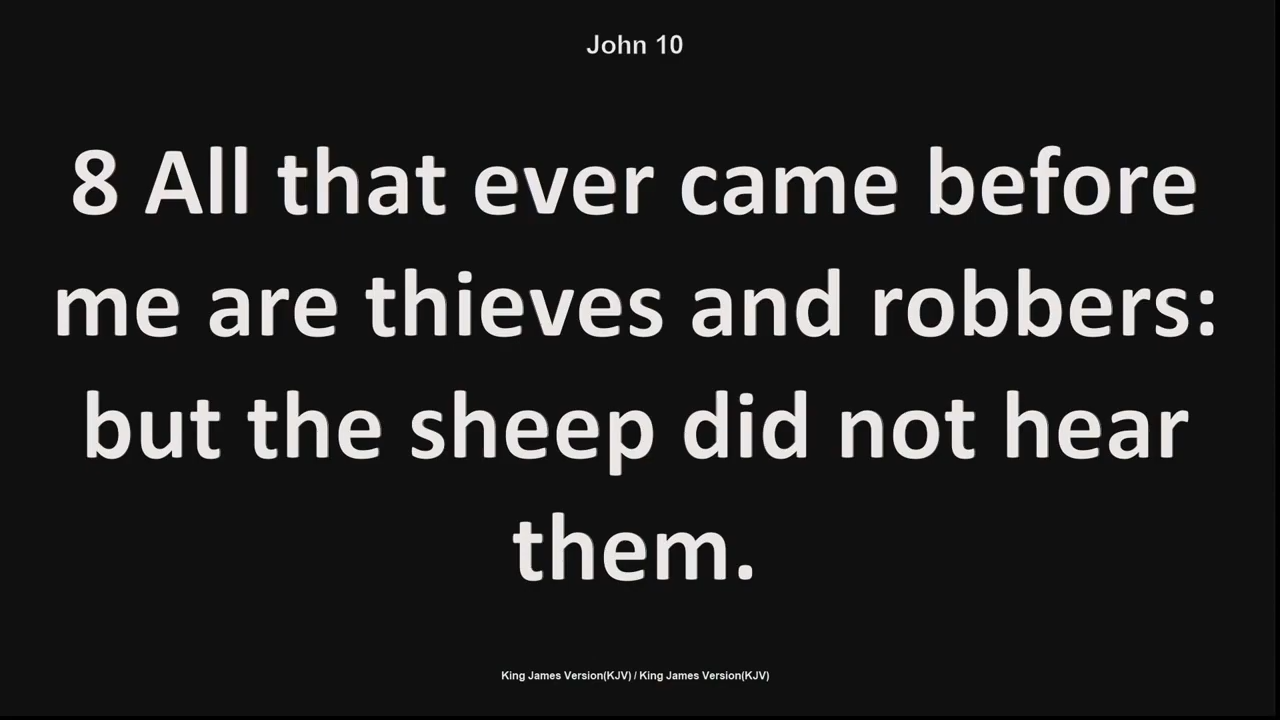 John 10
8 All that ever came before
me are thieves and robbers:
but the sheep did not hear
them.
King James Version(KJV) / King James Version(KJV)